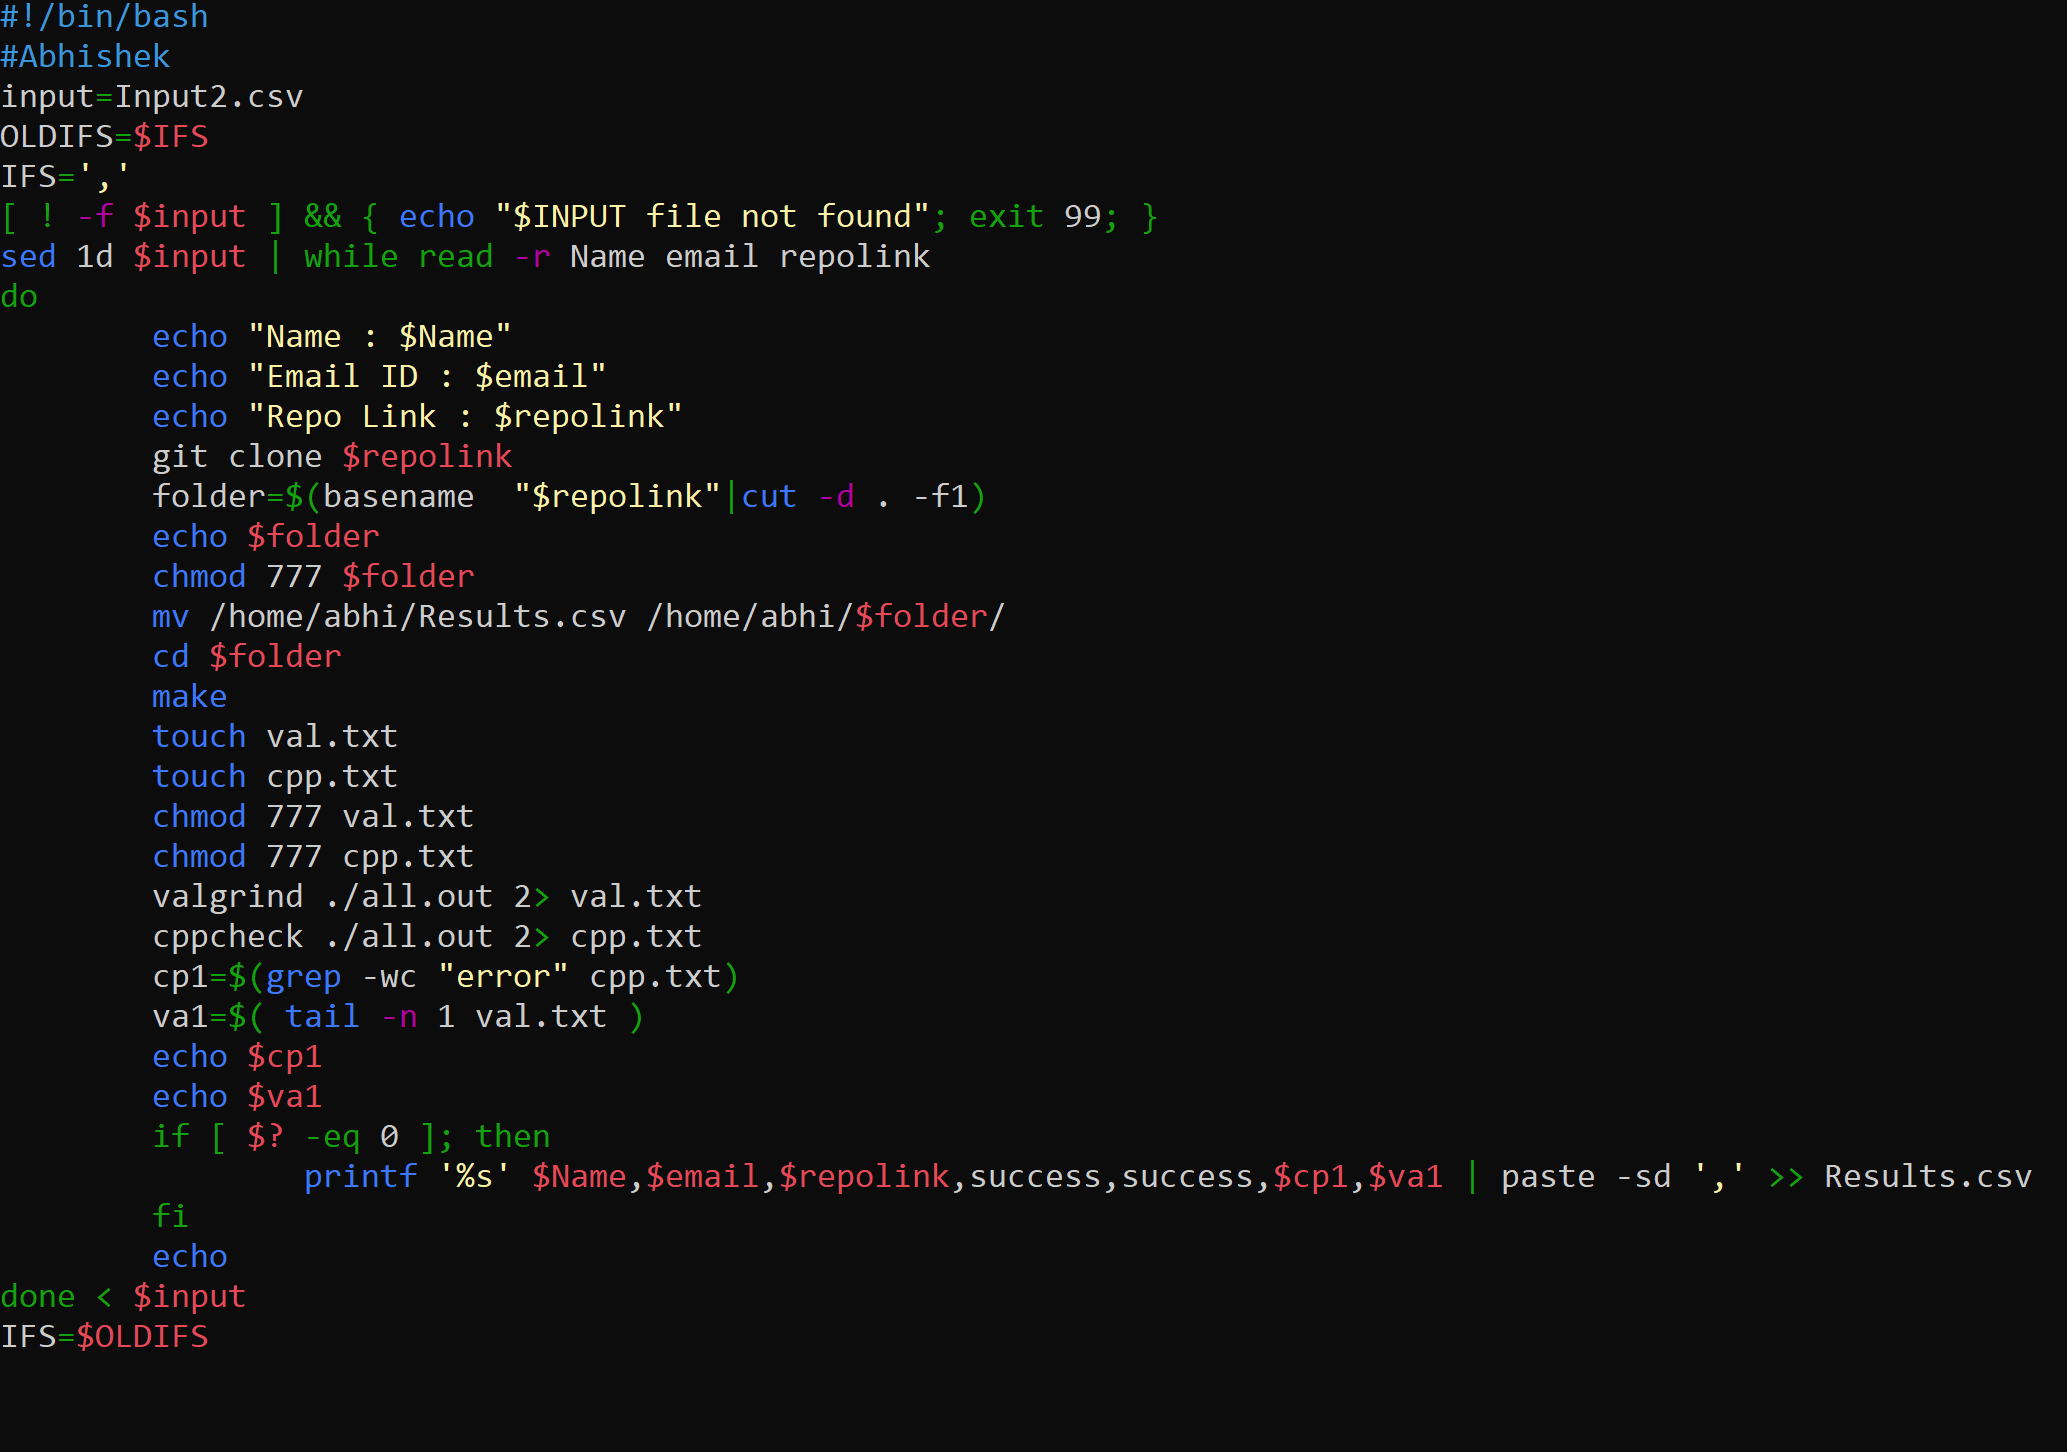 #!/bin/bash
#Abhishek
input=Input2.csv
OLDIFS=$IFS
IFS=','
[ ! -f $input ] && { echo "$INPUT file not found"; exit 99; }
sed 1d $input | while read -r Name email repolink
do
        echo "Name : $Name"
        echo "Email ID : $email"
        echo "Repo Link : $repolink"
        git clone $repolink
        folder=$(basename  "$repolink"|cut -d . -f1)
        echo $folder
        chmod 777 $folder
        mv /home/abhi/Results.csv /home/abhi/$folder/
        cd $folder
        make
        touch val.txt
        touch cpp.txt
        chmod 777 val.txt
        chmod 777 cpp.txt
        valgrind ./all.out 2> val.txt
        cppcheck ./all.out 2> cpp.txt
        cp1=$(grep -wc "error" cpp.txt)
        va1=$( tail -n 1 val.txt )
        echo $cp1
        echo $va1
        if [ $? -eq 0 ]; then
                printf '%s' $Name,$email,$repolink,success,success,$cp1,$va1 | paste -sd ',' >> Results.csv
        fi
        echo
done < $input
IFS=$OLDIFS